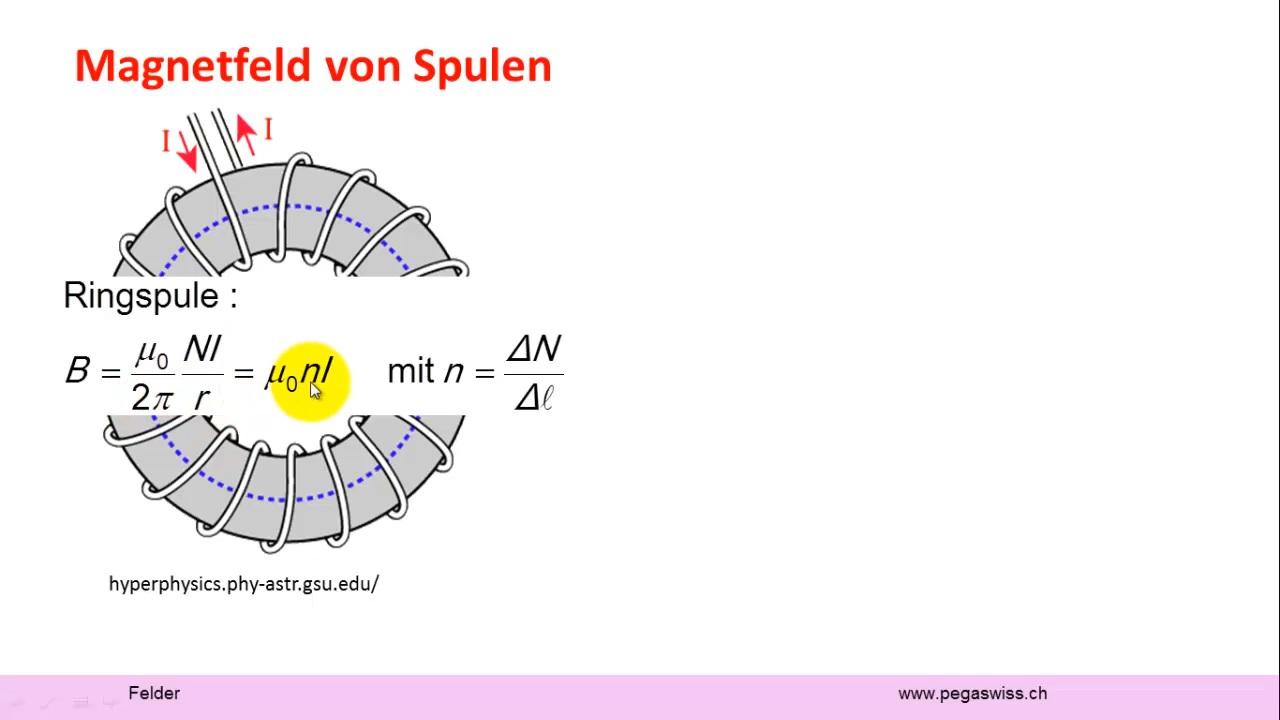 Magnetfeld von Spulen
I I
Ringspule :
B = μ₀/2π NI/r = μ₀nI mit n = ΔN/Δℓ
hyperphysics.phy-astr.gsu.edu/
Felder www.pegaswiss.ch